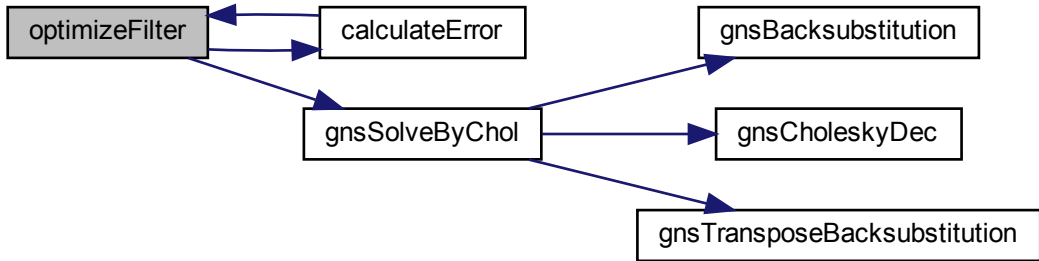 optimizeFilter
calculateError
gnsSolveByChol
gnsBacksubstitution
gnsCholeskyDec
gnsTransposeBacksubstitution